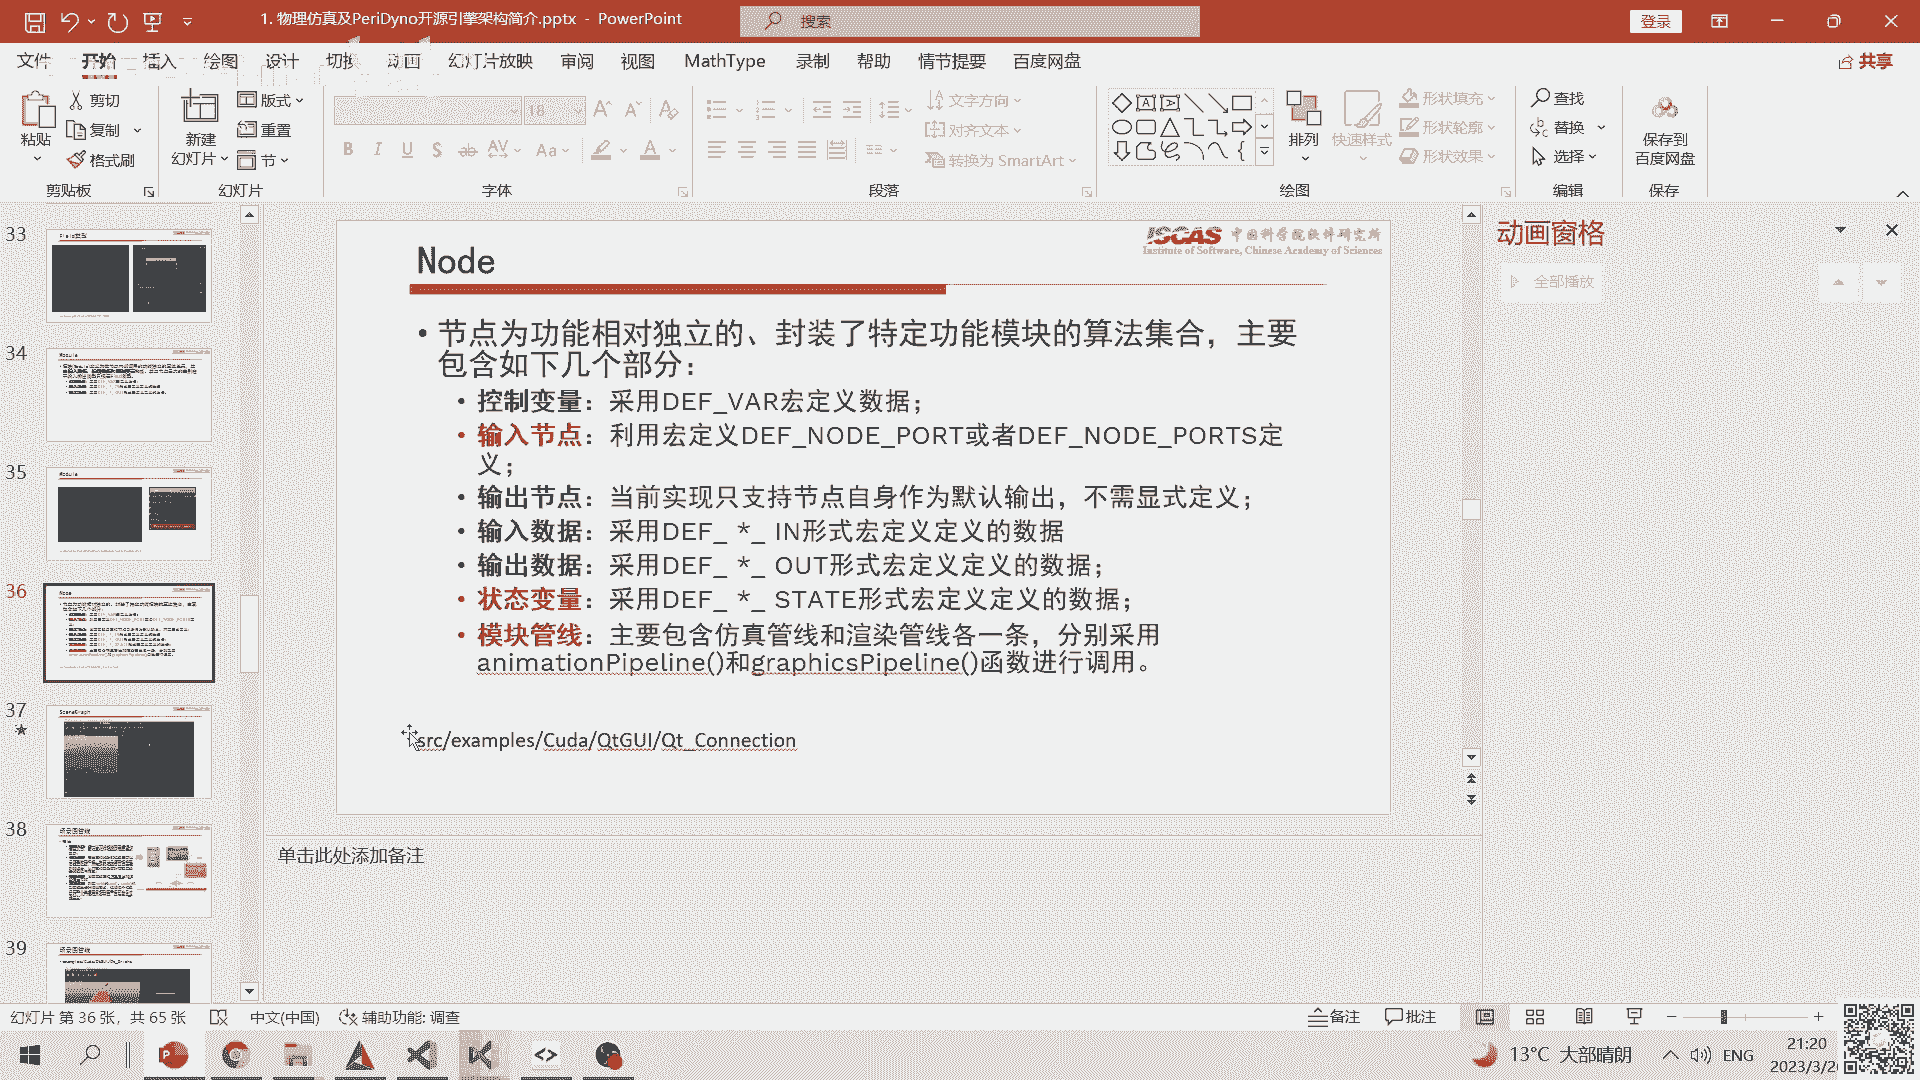 1. 物理仿真及PeriDyno开源引擎架构简介.pptx - PowerPoint
搜索
登录
文件 开始 插入 绘图 设计 切换 动画 幻灯片放映 审阅 视图 MathType 录制 帮助 情节提要 百度网盘
共享
粘贴
剪切
复制
格式刷
剪贴板
新建
幻灯片
版式
重置
节
幻灯片
18
字体
文字方向
对齐文本
转换为 SmartArt
段落
排列
快速样式
形状填充
形状轮廓
形状效果
绘图
查找
替换
选择
编辑
保存到
百度网盘
保存
33
34
35
36
37
38
39
Node
ISCAS 中国科学院软件研究所
Institute of Software, Chinese Academy of Sciences
• 节点为功能相对独立的、封装了特定功能模块的算法集合，主要
包含如下几个部分：
• 控制变量：采用DEF_VAR宏定义数据；
• 输入节点：利用宏定义DEF_NODE_PORT或者DEF_NODE_PORTS定
义；
• 输出节点：当前实现只支持节点自身作为默认输出，不需显式定义；
• 输入数据：采用DEF_ *_ IN形式宏定义定义的数据
• 输出数据：采用DEF_ *_ OUT形式宏定义定义的数据；
• 状态变量：采用DEF_ *_ STATE形式宏定义定义的数据；
• 模块管线：主要包含仿真管线和渲染管线各一条，分别采用
animationPipeline()和graphicsPipeline()函数进行调用。
src/examples/Cuda/QtGUI/Qt_Connection
动画窗格
全部播放
单击此处添加备注
幻灯片 第 36 张，共 65 张
中文(中国)
辅助功能: 调查
备注
批注
13°C 大部晴朗
ENG
21:20
2023/3/2